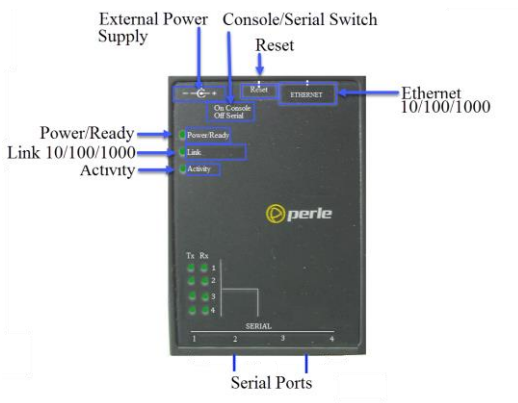 External Power
Supply
Console/Serial Switch
Reset
Ethernet
10/100/1000
Power/Ready
Link 10/100/1000
Activity
- +
Reset
ETHERNET
On Console
Off Serial
Power/Ready
Link
Activity
perle
Tx Rx
1
2
3
4
SERIAL
1 2 3 4
Serial Ports